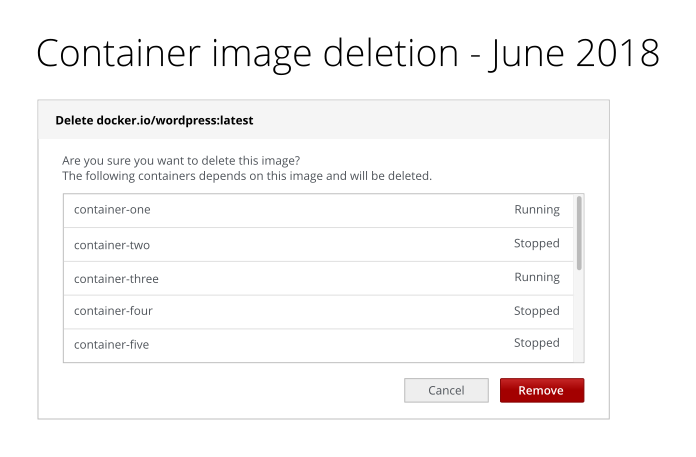 Container image deletion - June 2018
Delete docker.io/wordpress:latest
Are you sure you want to delete this image?
The following containers depends on this image and will be deleted.
container-one Running
container-two Stopped
container-three Running
container-four Stopped
container-five Stopped
Cancel Remove